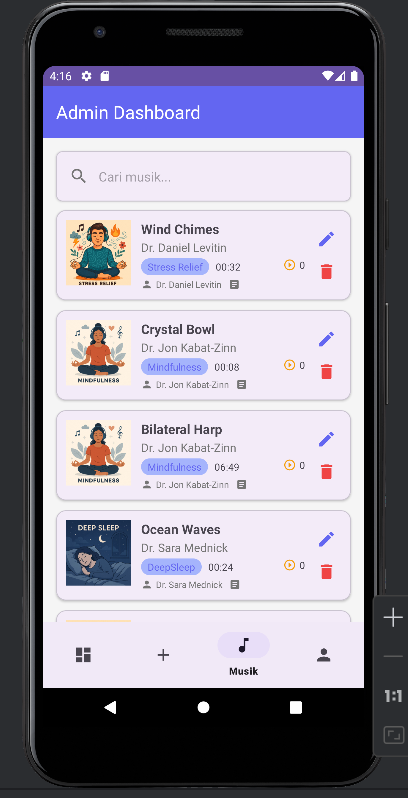 4:16
Admin Dashboard
Cari musik...
STRESS RELIEF
Wind Chimes
Dr. Daniel Levitin
Stress Relief 00:32
Dr. Daniel Levitin
0
MINDFULNESS
Crystal Bowl
Dr. Jon Kabat-Zinn
Mindfulness 00:08
Dr. Jon Kabat-Zinn
0
MINDFULNESS
Bilateral Harp
Dr. Jon Kabat-Zinn
Mindfulness 06:49
Dr. Jon Kabat-Zinn
0
DEEP SLEEP
Ocean Waves
Dr. Sara Mednick
DeepSleep 00:24
Dr. Sara Mednick
0
Musik
1:1